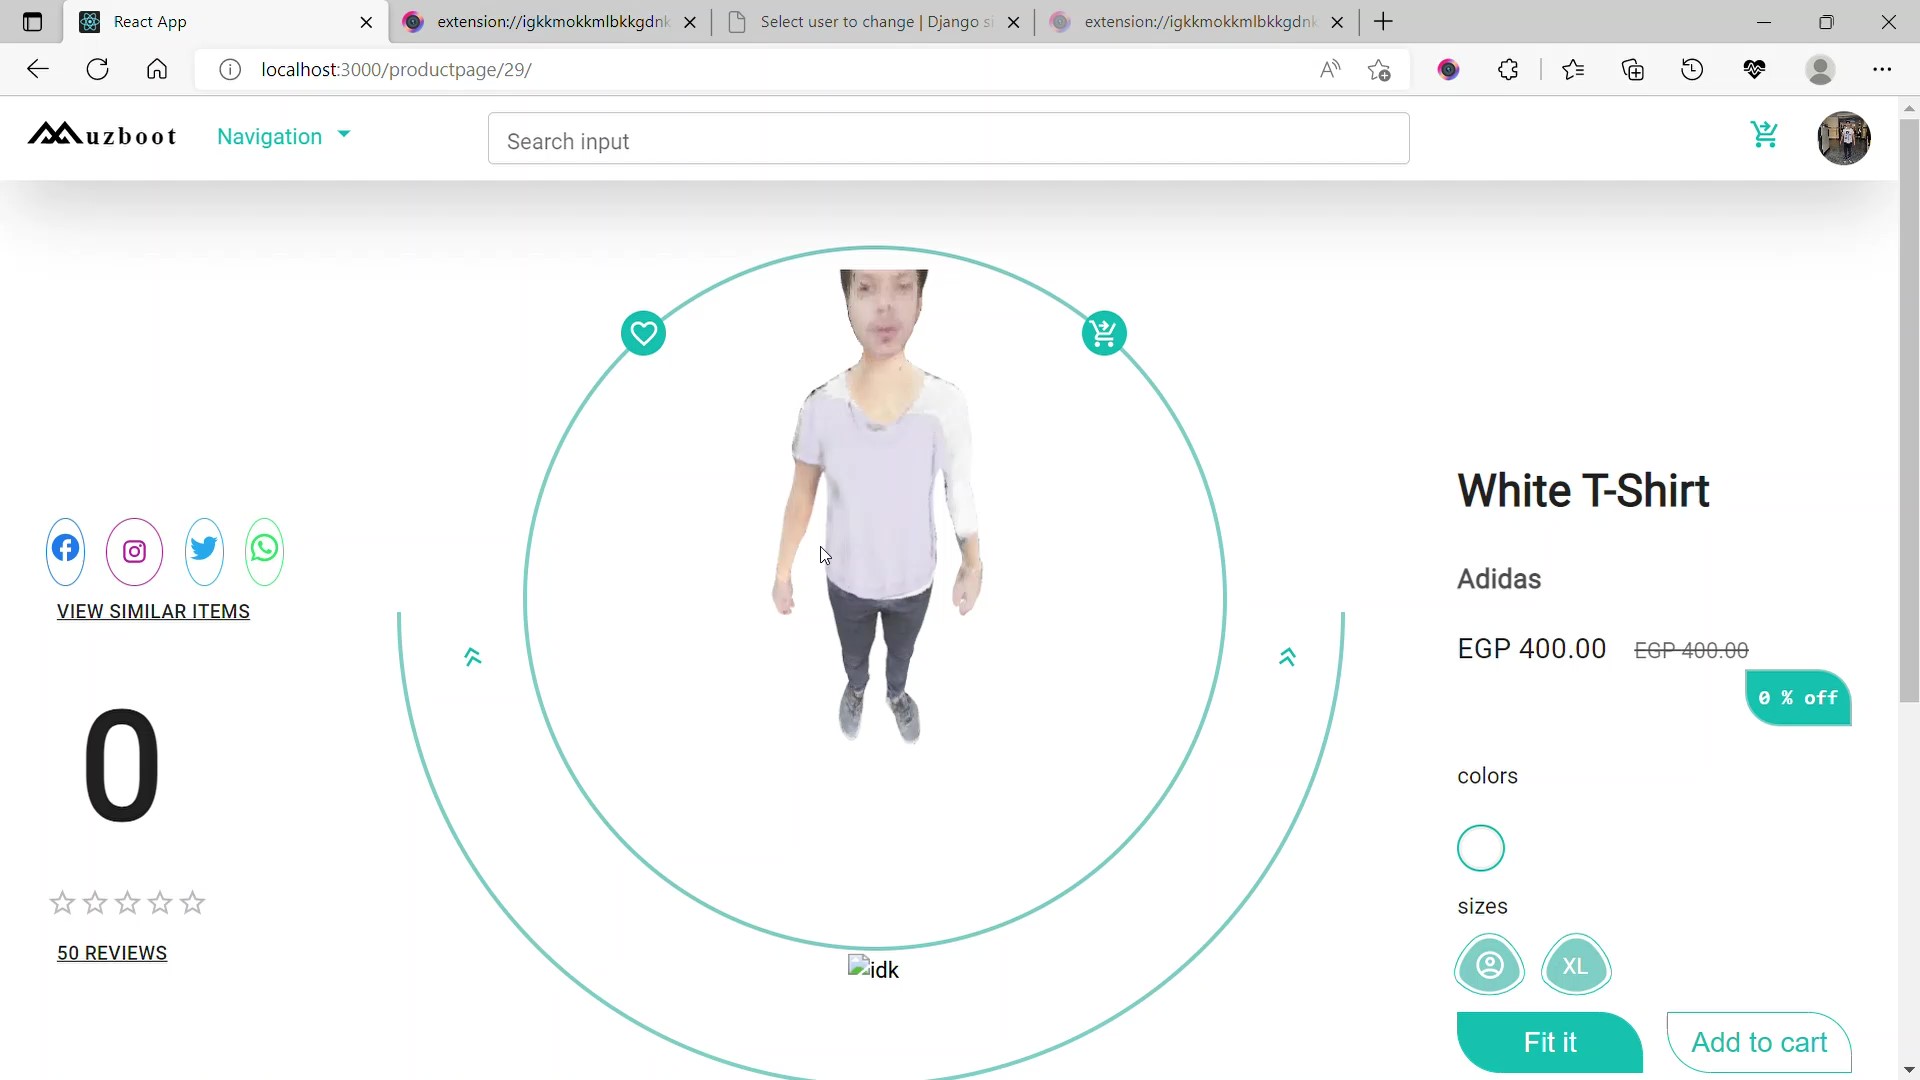 React App
extension://igkkmokkmlbkkgdnk
Select user to change | Django si
extension://igkkmokkmlbkkgdnk
localhost:3000/productpage/29/
uzboot
Navigation
Search input
White T-Shirt
Adidas
EGP 400.00 EGP 400.00
0 % off
VIEW SIMILAR ITEMS
0
colors
sizes
50 REVIEWS
idk
XL
Fit it
Add to cart